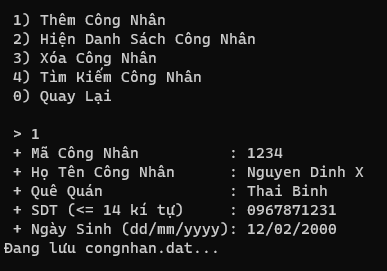 1) Thêm Công Nhân
2) Hiện Danh Sách Công Nhân
3) Xóa Công Nhân
4) Tìm Kiếm Công Nhân
0) Quay Lại
> 1
+ Mã Công Nhân : 1234
+ Họ Tên Công Nhân : Nguyen Dinh X
+ Quê Quán : Thai Binh
+ SDT (<= 14 kí tự) : 0967871231
+ Ngày Sinh (dd/mm/yyyy): 12/02/2000
Đang lưu congnhan.dat...